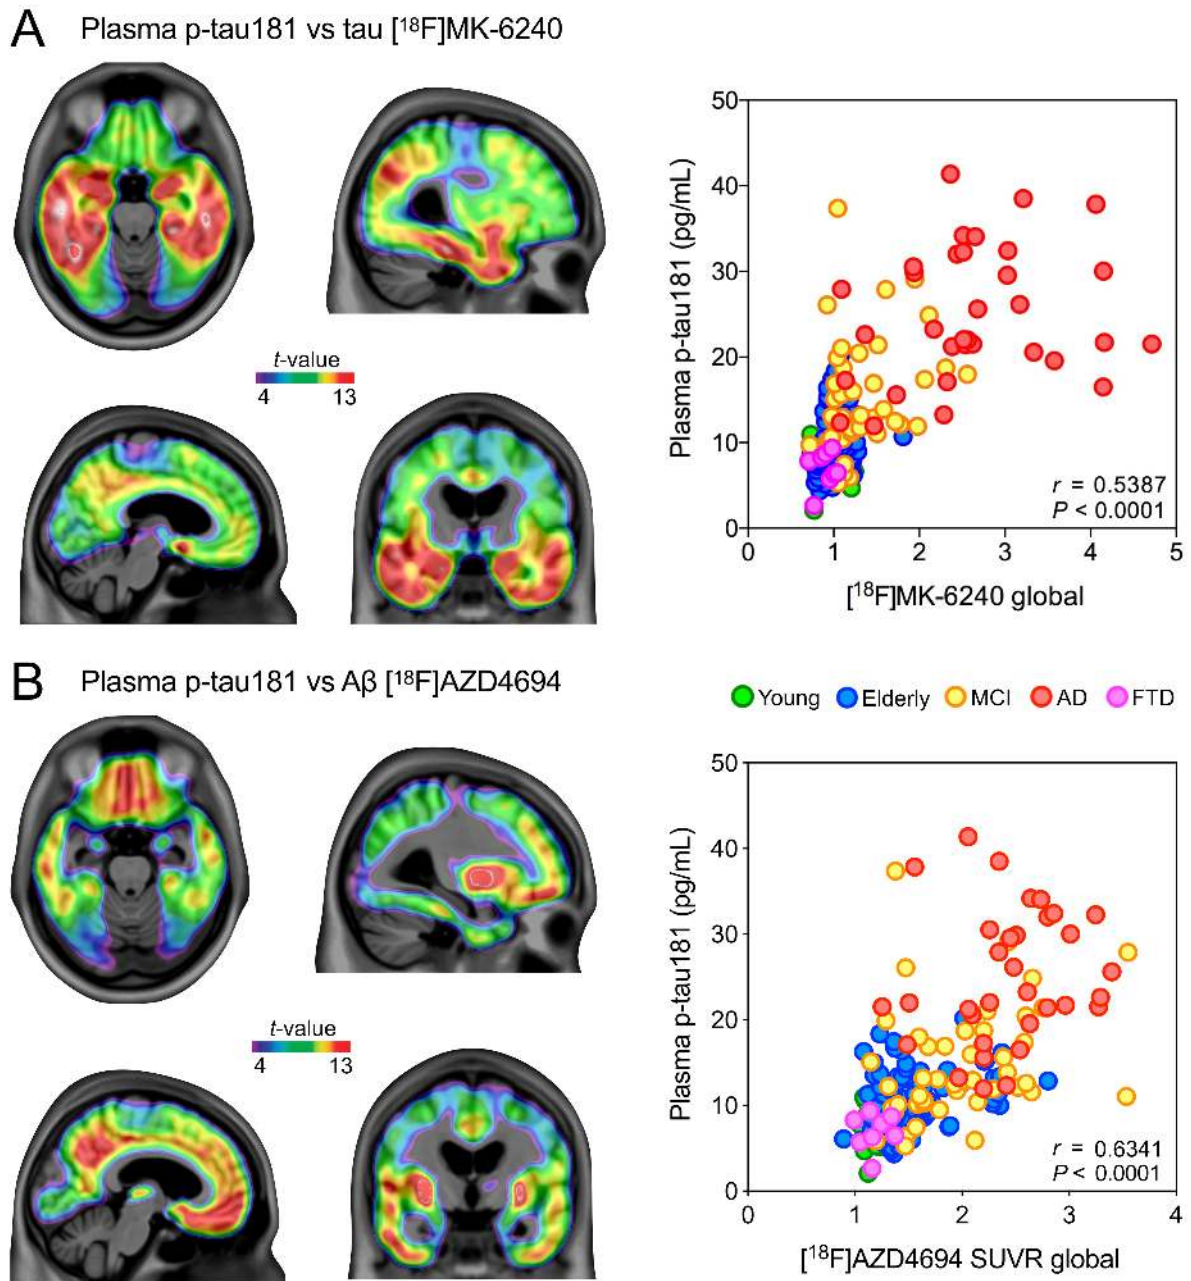 A Plasma p-tau181 vs tau [¹⁸F]MK-6240
t-value
4 13
Plasma p-tau181 (pg/mL)
50
40
30
20
10
0
r = 0.5387
P < 0.0001
0 1 2 3 4 5
[¹⁸F]MK-6240 global
B Plasma p-tau181 vs Aβ [¹⁸F]AZD4694
t-value
4 13
Young Elderly MCI AD FTD
Plasma p-tau181 (pg/mL)
50
40
30
20
10
0
r = 0.6341
P < 0.0001
0 1 2 3 4
[¹⁸F]AZD4694 SUVR global